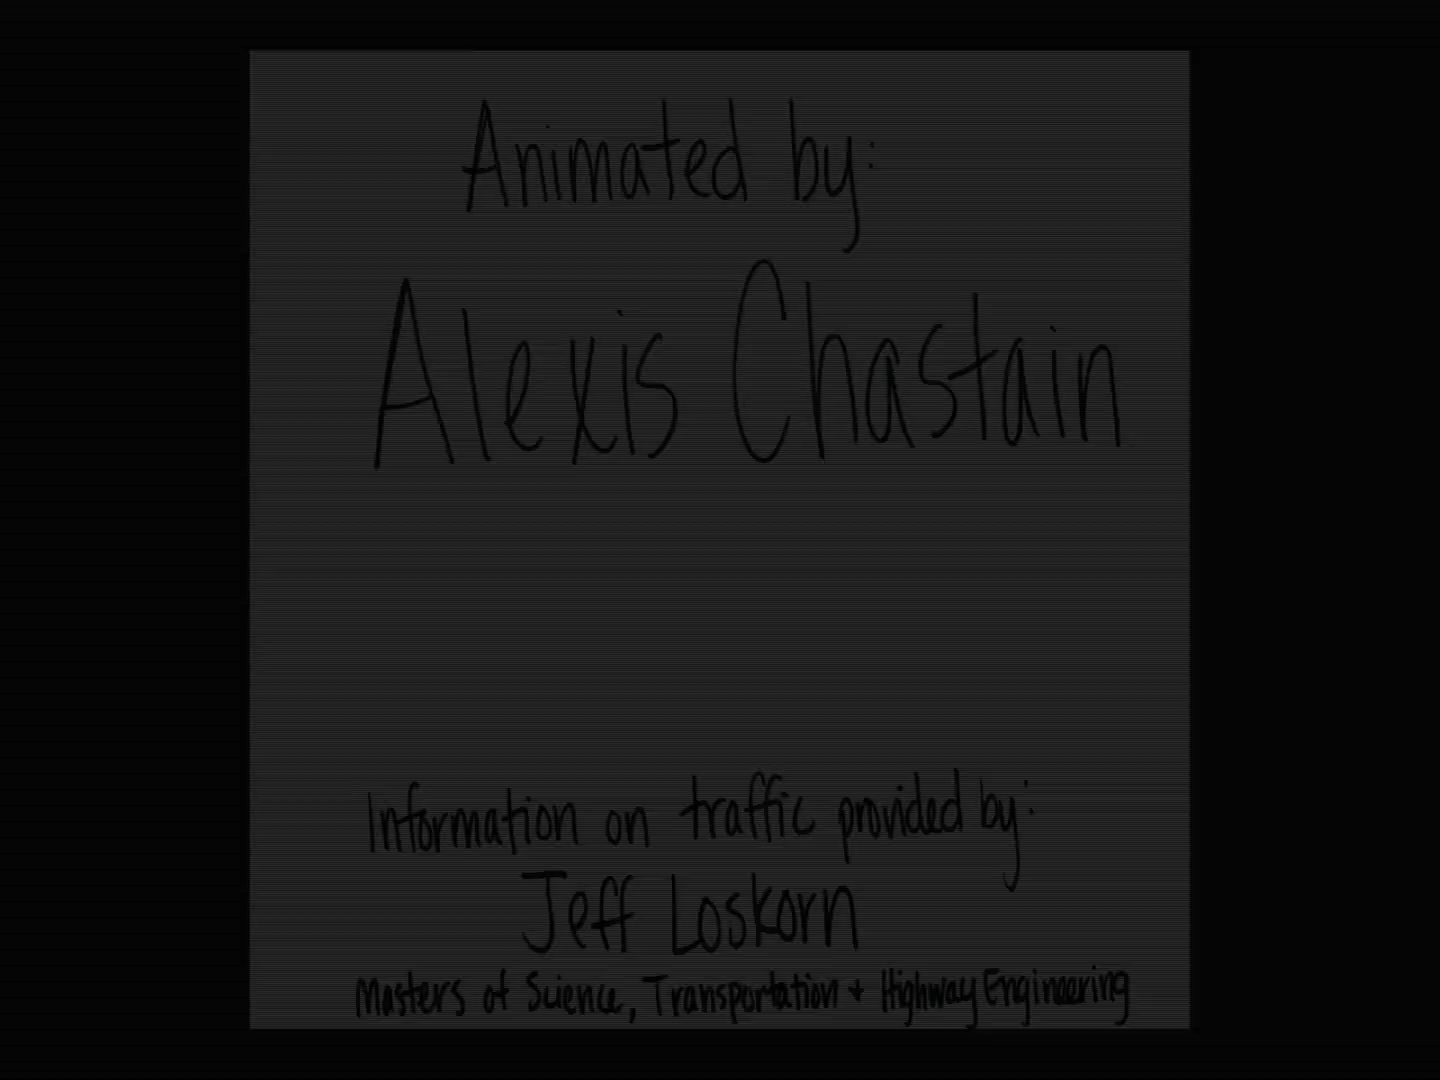 Animated by:
Alexis Chastain
Information on traffic provided by:
Jeff Loskorn
Masters of Science, Transportation + Highway Engineering